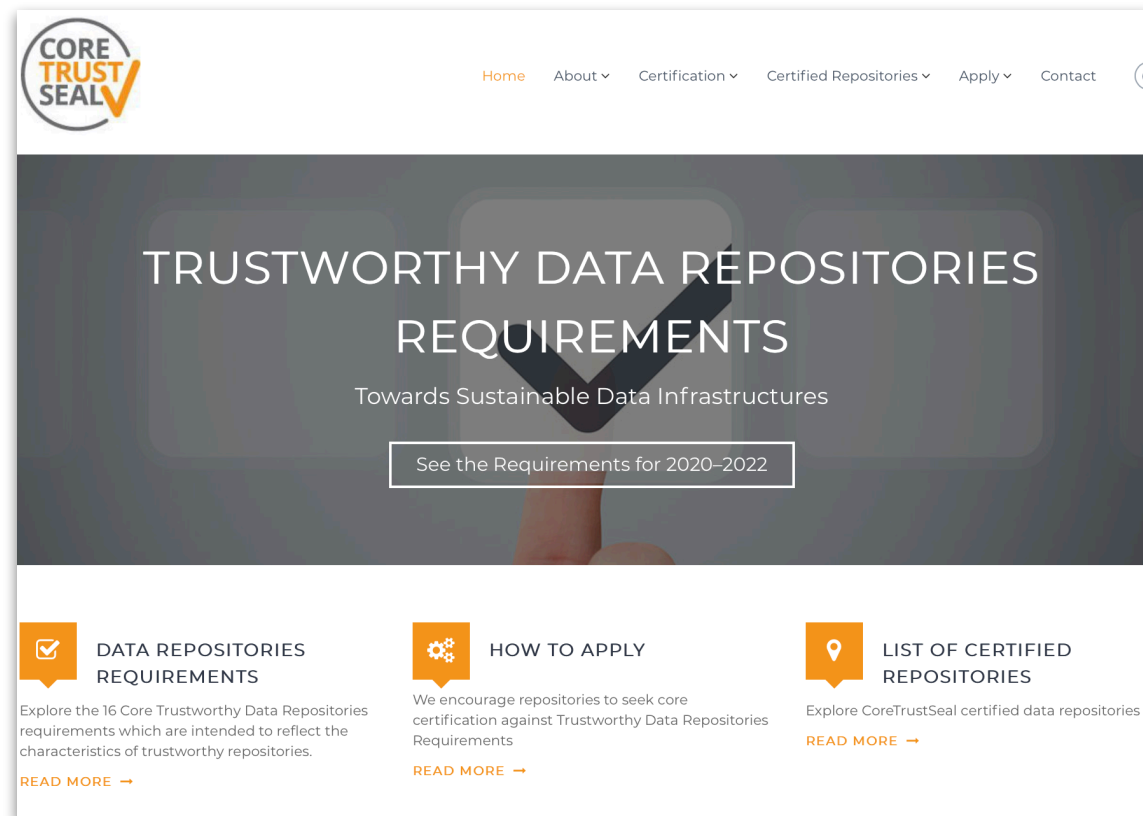 CORE
TRUST
SEAL
Home About Certification Certified Repositories Apply Contact
TRUSTWORTHY DATA REPOSITORIES
REQUIREMENTS
Towards Sustainable Data Infrastructures
See the Requirements for 2020–2022
DATA REPOSITORIES
REQUIREMENTS
Explore the 16 Core Trustworthy Data Repositories
requirements which are intended to reflect the
characteristics of trustworthy repositories.
READ MORE →
HOW TO APPLY
We encourage repositories to seek core
certification against Trustworthy Data Repositories
Requirements
READ MORE →
LIST OF CERTIFIED
REPOSITORIES
Explore CoreTrustSeal certified data repositories
READ MORE →